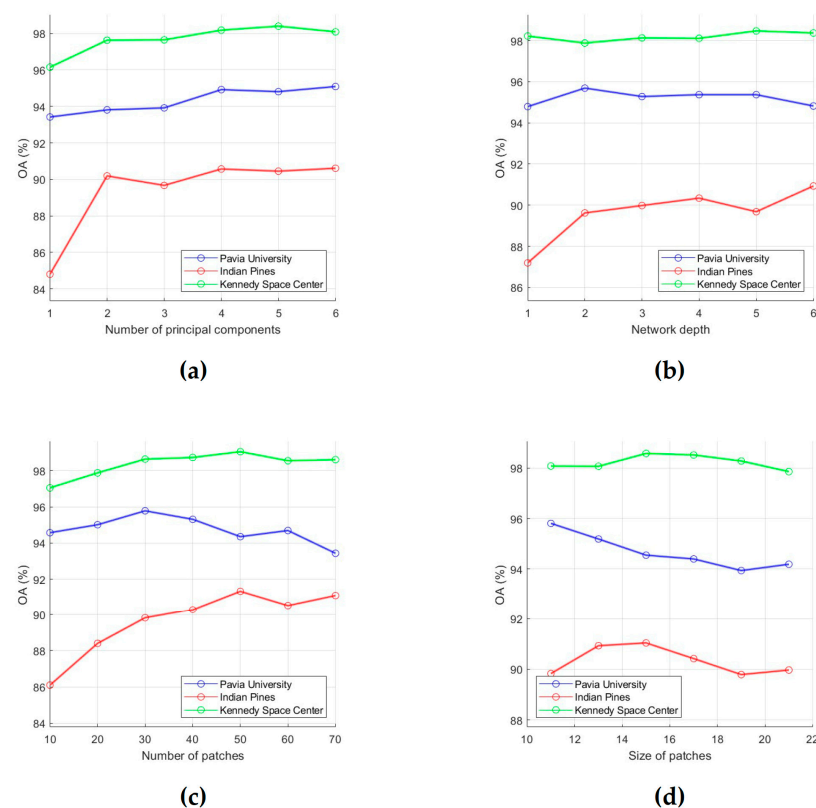 98
96
94
92
90
88
86
84
OA (%)
Pavia University
Indian Pines
Kennedy Space Center
1 2 3 4 5 6
Number of principal components
(a)
98
96
94
92
90
88
86
OA (%)
Pavia University
Indian Pines
Kennedy Space Center
1 2 3 4 5 6
Network depth
(b)
98
96
94
92
90
88
86
84
OA (%)
Pavia University
Indian Pines
Kennedy Space Center
10 20 30 40 50 60 70
Number of patches
(c)
98
96
94
92
90
88
OA (%)
Pavia University
Indian Pines
Kennedy Space Center
10 12 14 16 18 20 22
Size of patches
(d)